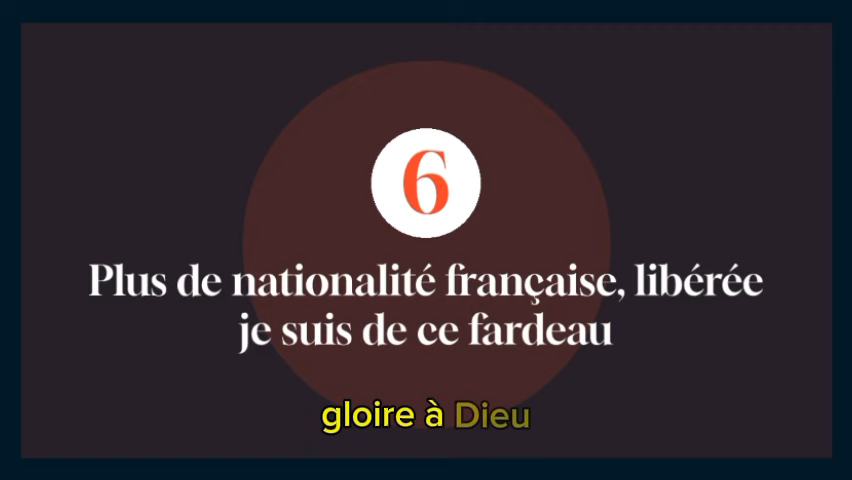 6
Plus de nationalité française, libérée
je suis de ce fardeau
gloire à Dieu